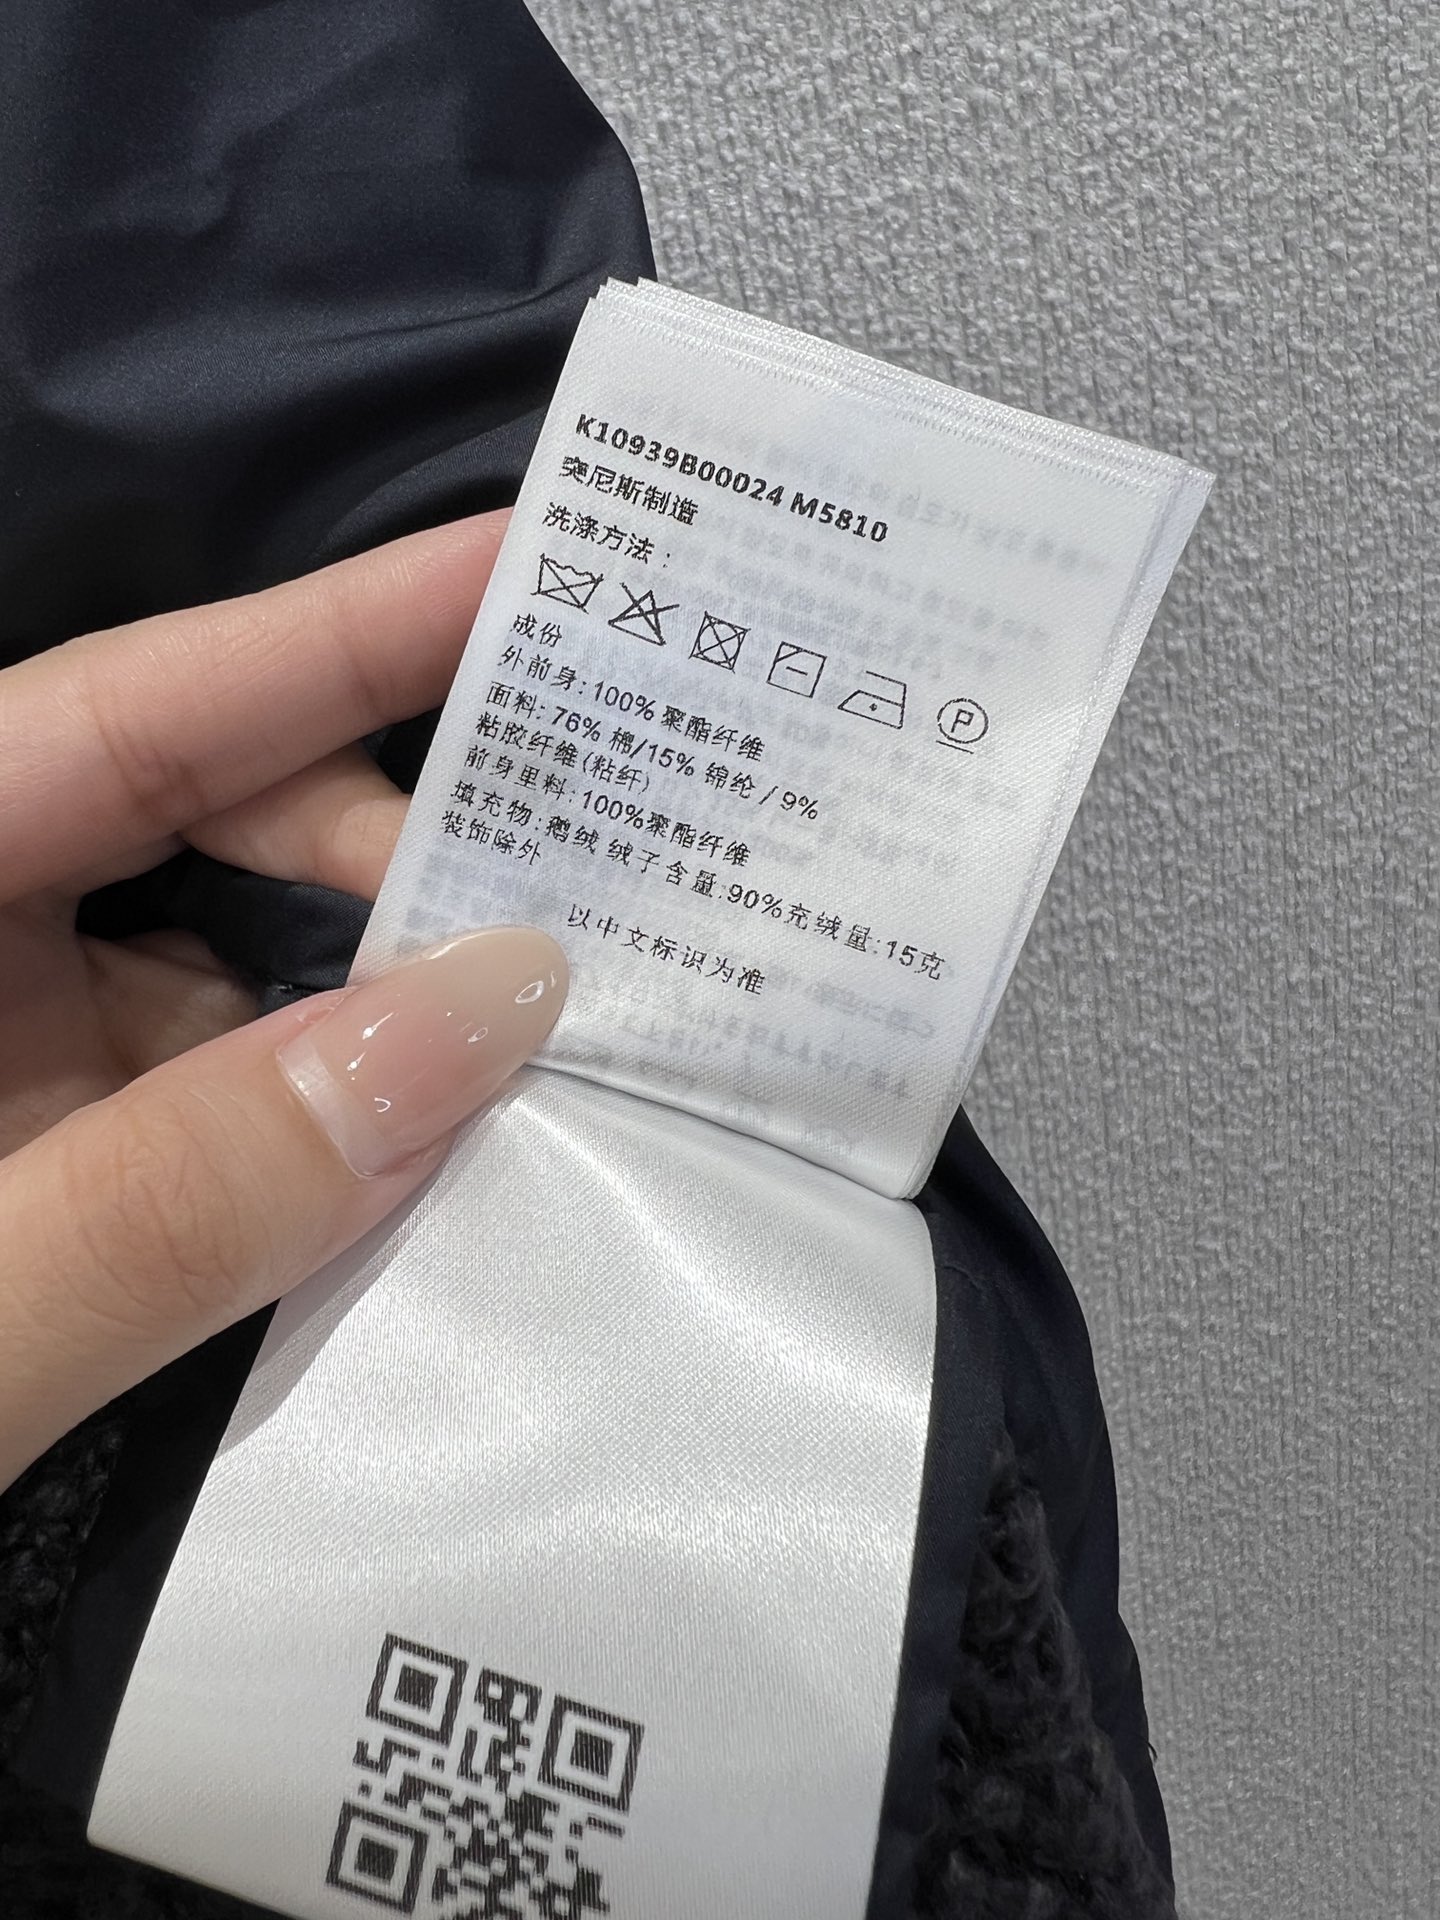 K10939B00024 M5810
突尼斯制造
洗涤方法：
P
成份
外前身:100% 聚酯纤维
面料: 76% 棉/15% 锦纶 / 9%
粘胶纤维(粘纤)
前身里料: 100%聚酯纤维
填充物: 鹅绒 绒子含量:90%充绒量:15克
装饰除外
以中文标识为准